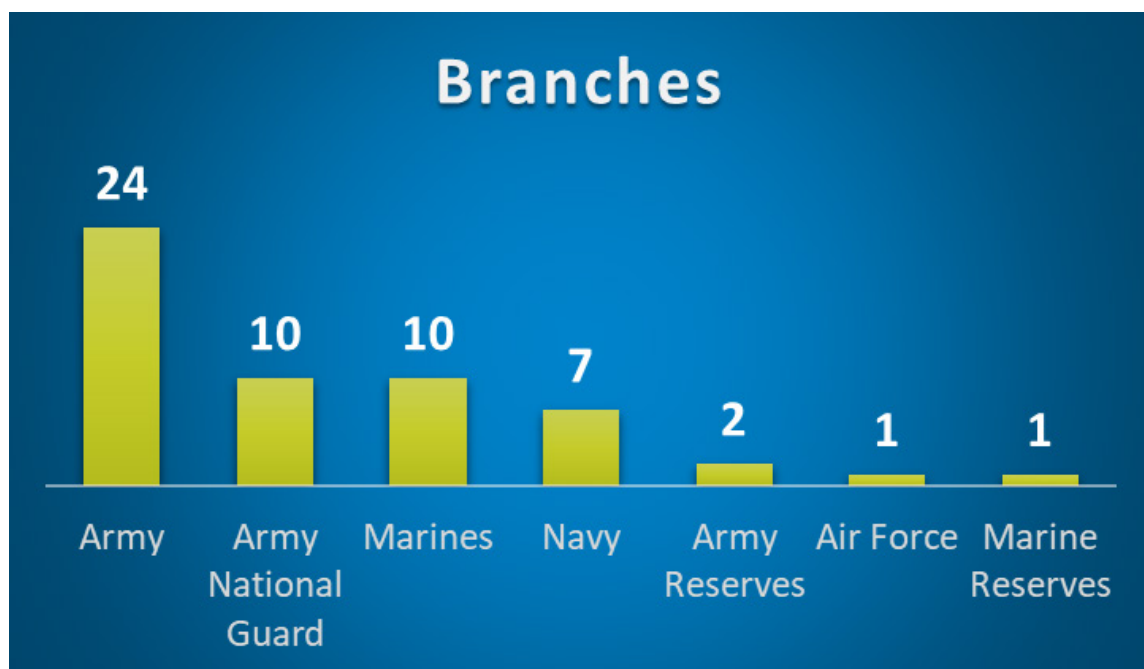 Branches
24
10
10
7
2
1
1
Army
Army
National
Guard
Marines
Navy
Army
Reserves
Air Force
Marine
Reserves